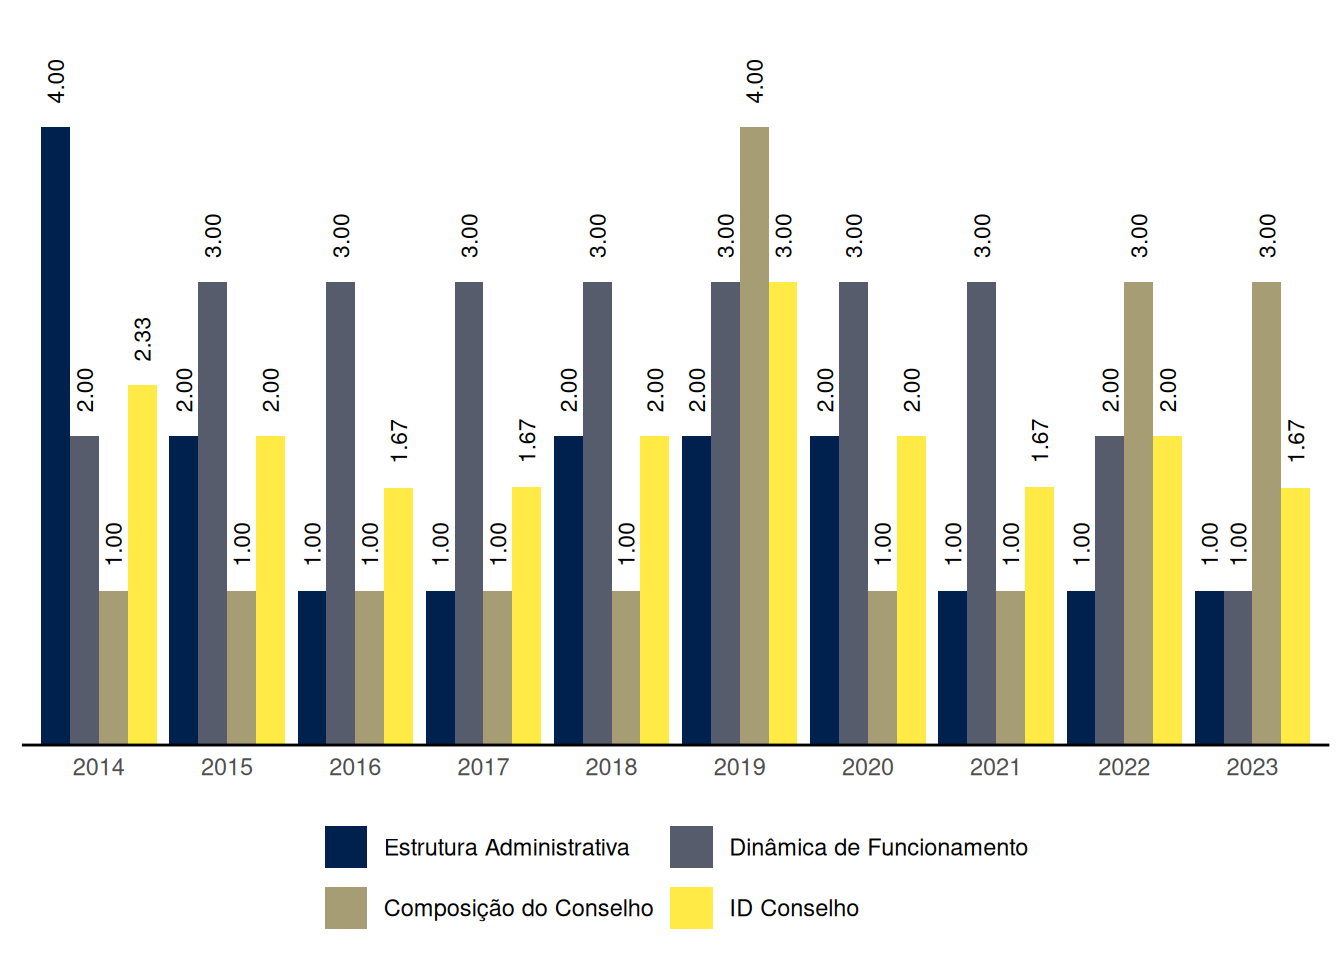 4.00 4.00
3.00 3.00 3.00 3.00 3.00 3.00 3.00 3.00 3.00 3.00
2.33
2.00 2.00 2.00 2.00 2.00 2.00 2.00 2.00 2.00 2.00
1.67 1.67 1.67 1.67
1.00 1.00 1.00 1.00 1.00 1.00 1.00 1.00 1.00 1.00 1.00 1.00 1.00
2014 2015 2016 2017 2018 2019 2020 2021 2022 2023
Estrutura Administrativa Dinâmica de Funcionamento
Composição do Conselho ID Conselho